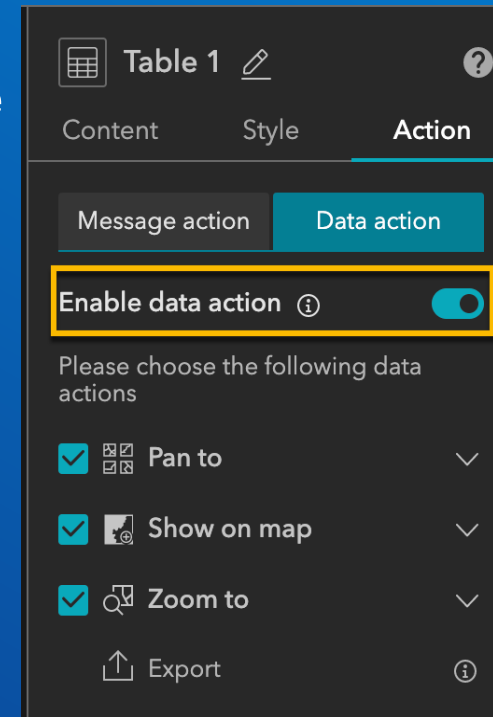 Table 1
Content Style Action
Message action Data action
Enable data action
Please choose the following data
actions
Pan to
Show on map
Zoom to
Export